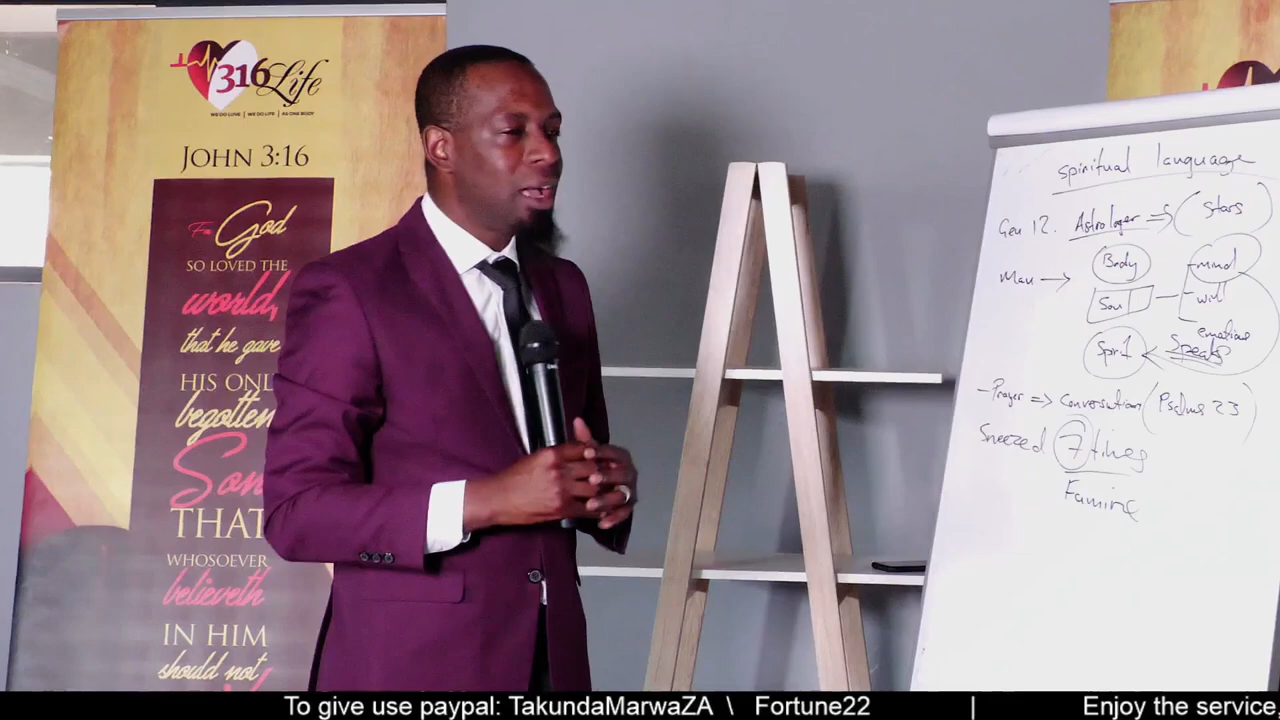 316 Life
WE DO LOVE | WE DO LIFE | AS ONE BODY
JOHN 3:16
For God
SO LOVED THE
world,
that he gave
HIS ONL
begotten
Son
THAT
WHOSOEVER
believeth
IN HIM
should not
spiritual language
Gen 12. Astrologer => (Stars)
Man → Body
Soul
mind
will
emotions
Spirit
Speaks
- Prayer => Conversation (Psalms 23)
Sneezed 7 times
Famine
To give use paypal: TakundaMarwaZA \ Fortune22 | Enjoy the service.